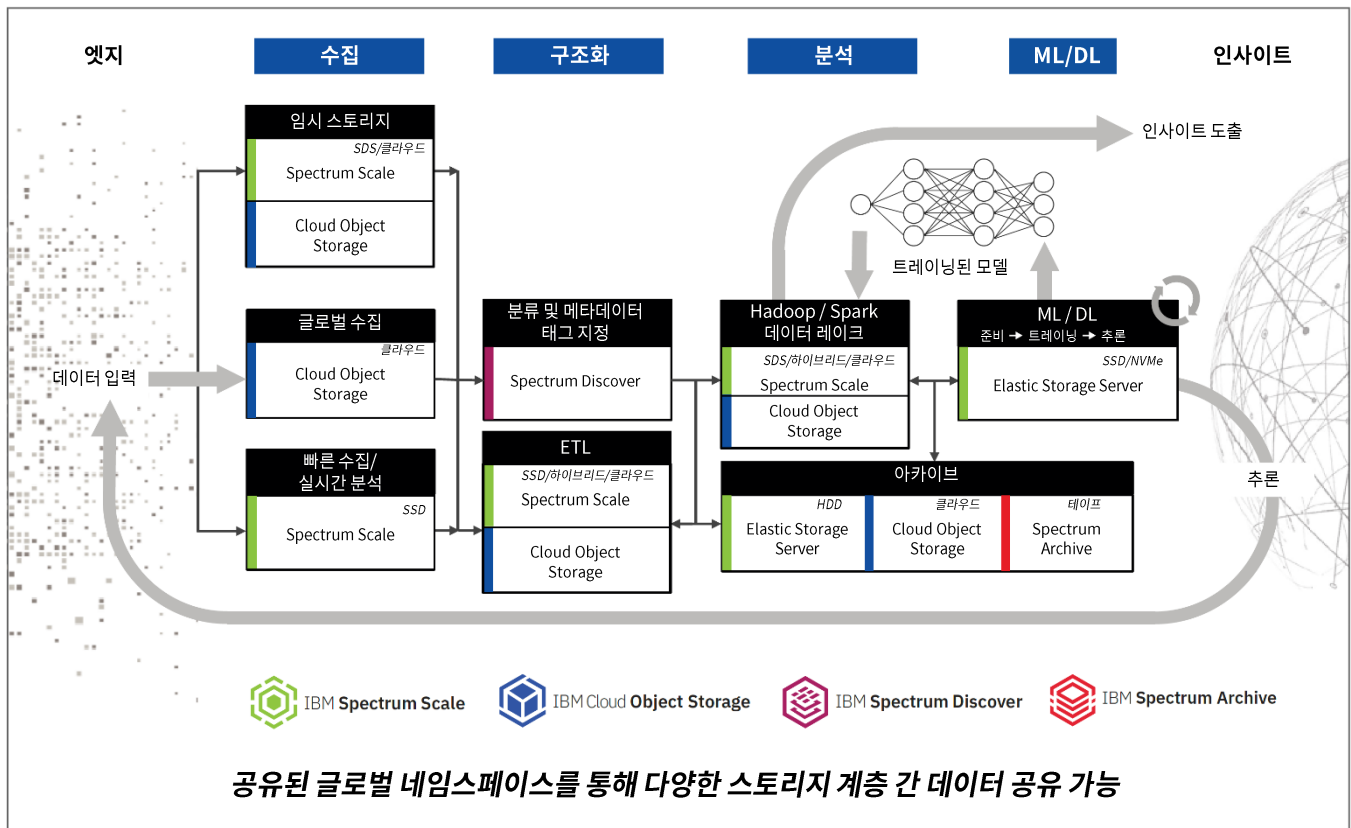 엣지
수집
구조화
분석
ML/DL
인사이트
임시 스토리지
SDS/클라우드
Spectrum Scale
Cloud Object
Storage
글로벌 수집
클라우드
Cloud Object
Storage
데이터 입력
빠른 수집/
실시간 분석
SSD
Spectrum Scale
분류 및 메타데이터
태그 지정
Spectrum Discover
ETL
SSD/하이브리드/클라우드
Spectrum Scale
Cloud Object
Storage
인사이트 도출
트레이닝된 모델
Hadoop / Spark
데이터 레이크
SDS/하이브리드/클라우드
Spectrum Scale
Cloud Object
Storage
ML / DL
준비 → 트레이닝 → 추론
SSD/NVMe
Elastic Storage Server
아카이브
HDD
Elastic Storage
Server
클라우드
Cloud Object
Storage
테이프
Spectrum
Archive
추론
IBM Spectrum Scale
IBM Cloud Object Storage
IBM Spectrum Discover
IBM Spectrum Archive
공유된 글로벌 네임스페이스를 통해 다양한 스토리지 계층 간 데이터 공유 가능